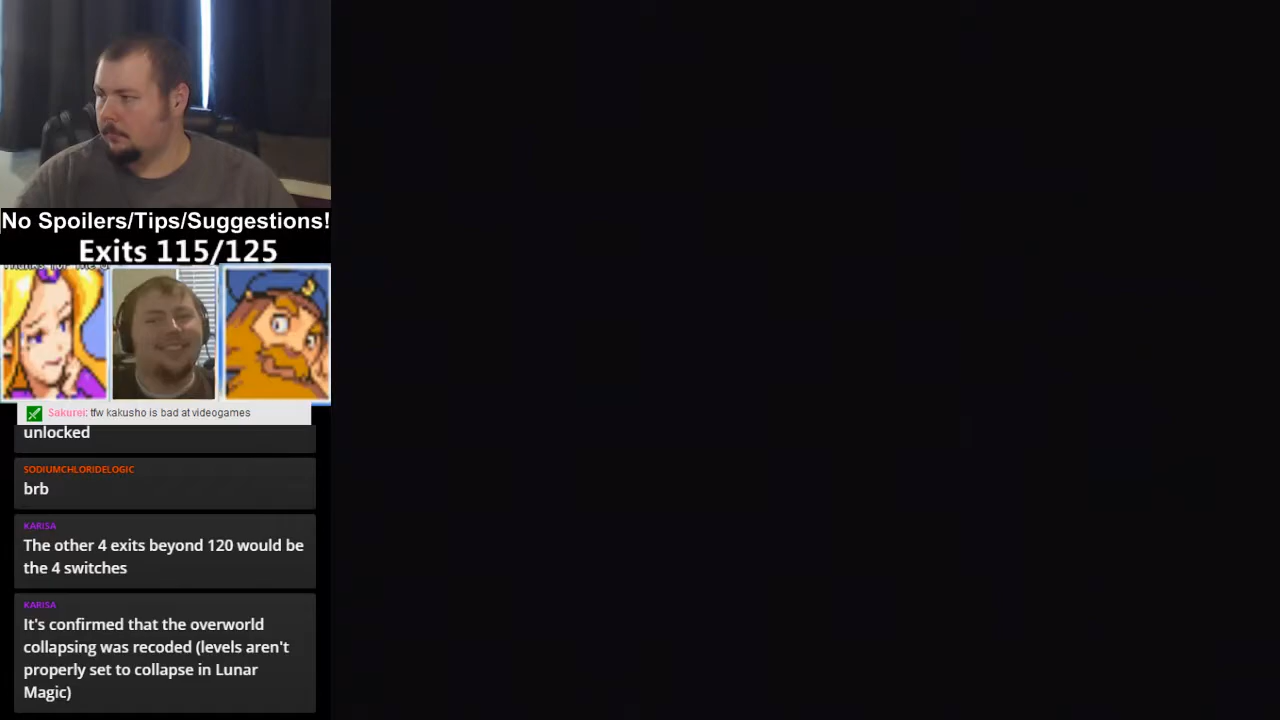 No Spoilers/Tips/Suggestions!
Exits 115/125
Sakurei: tfw kakusho is bad at videogames
unlocked
SODIUMCHLORIDELOGIC
brb
KARISA
The other 4 exits beyond 120 would be
the 4 switches
KARISA
It's confirmed that the overworld
collapsing was recoded (levels aren't
properly set to collapse in Lunar
Magic)